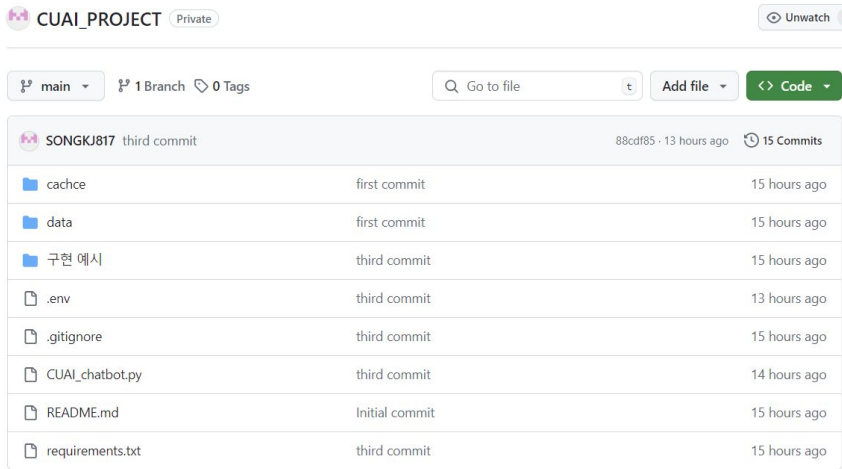 CUAI_PROJECT Private Unwatch
main 1 Branch 0 Tags Go to file t Add file <> Code
SONGKJ817 third commit 88cdf85 · 13 hours ago 15 Commits
cachce first commit 15 hours ago
data first commit 15 hours ago
구현 예시 third commit 15 hours ago
.env third commit 13 hours ago
.gitignore third commit 15 hours ago
CUAI_chatbot.py third commit 14 hours ago
README.md Initial commit 15 hours ago
requirements.txt third commit 15 hours ago